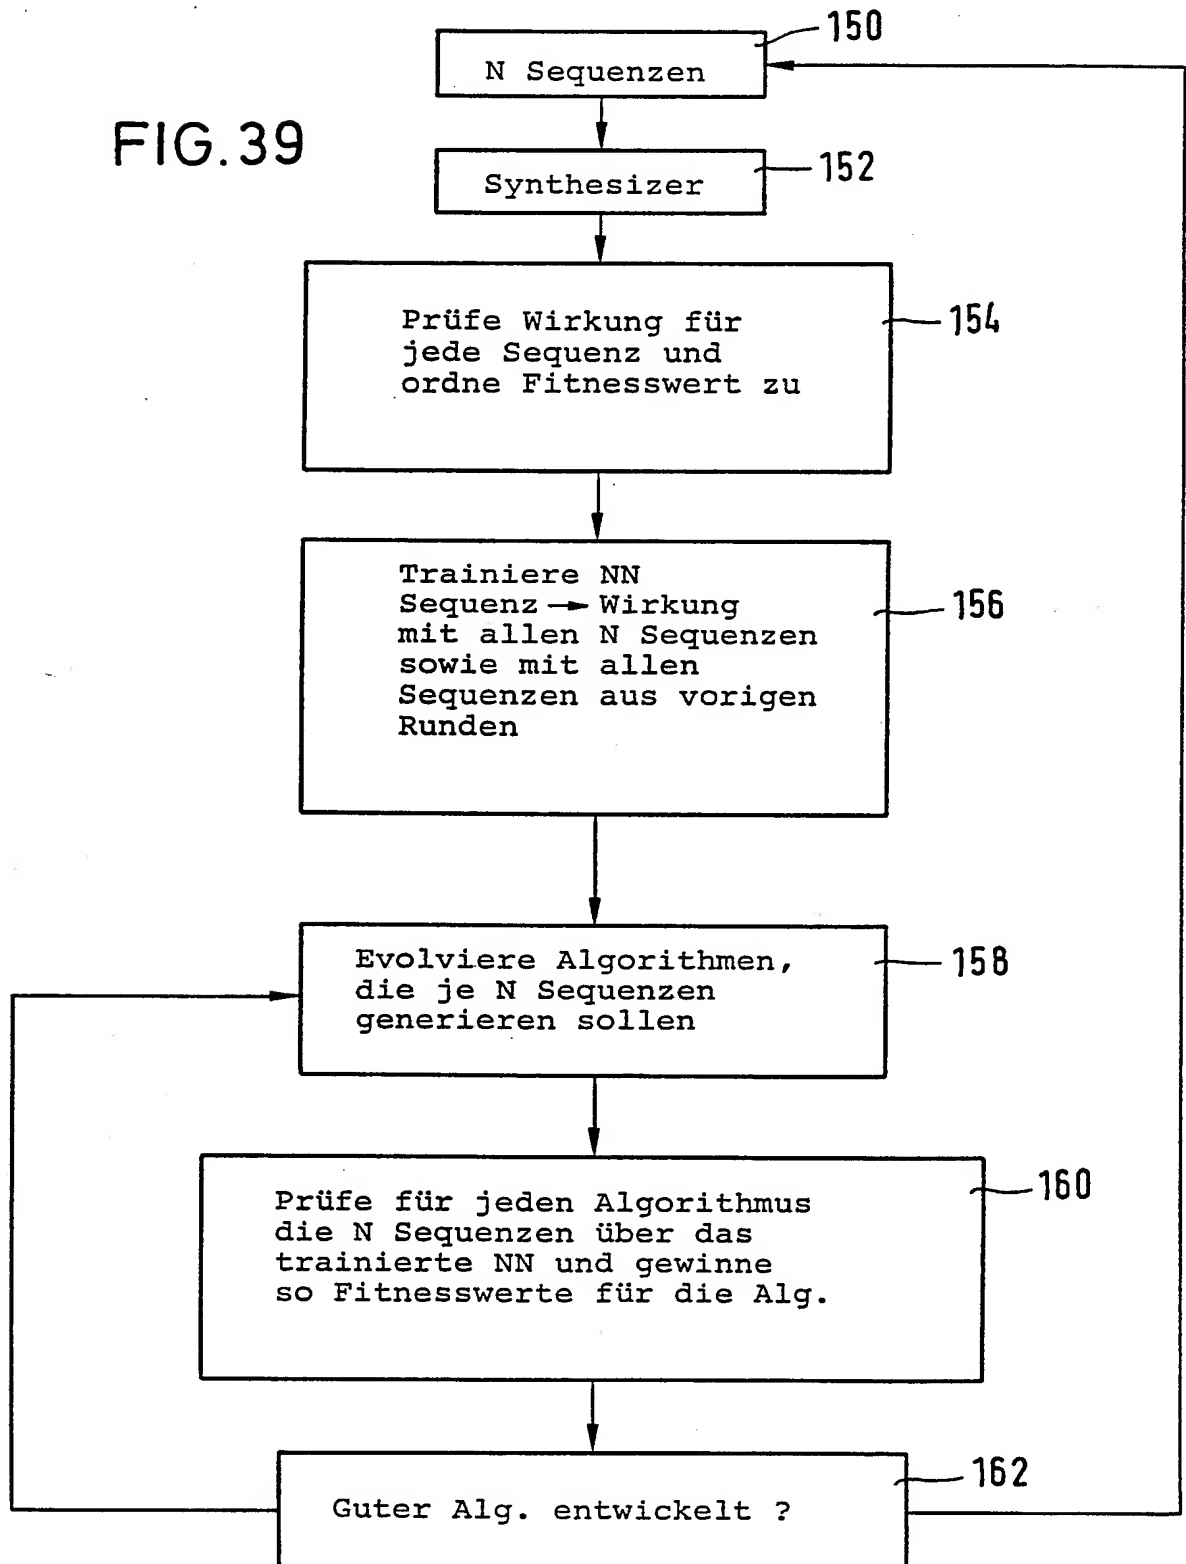 150
N Sequenzen
FIG.39
152
Synthesizer
154
Prüfe Wirkung für
jede Sequenz und
ordne Fitnesswert zu
156
Trainiere NN
Sequenz → Wirkung
mit allen N Sequenzen
sowie mit allen
Sequenzen aus vorigen
Runden
158
Evolviere Algorithmen,
die je N Sequenzen
generieren sollen
160
Prüfe für jeden Algorithmus
die N Sequenzen über das
trainierte NN und gewinne
so Fitnesswerte für die Alg.
162
Guter Alg. entwickelt ?